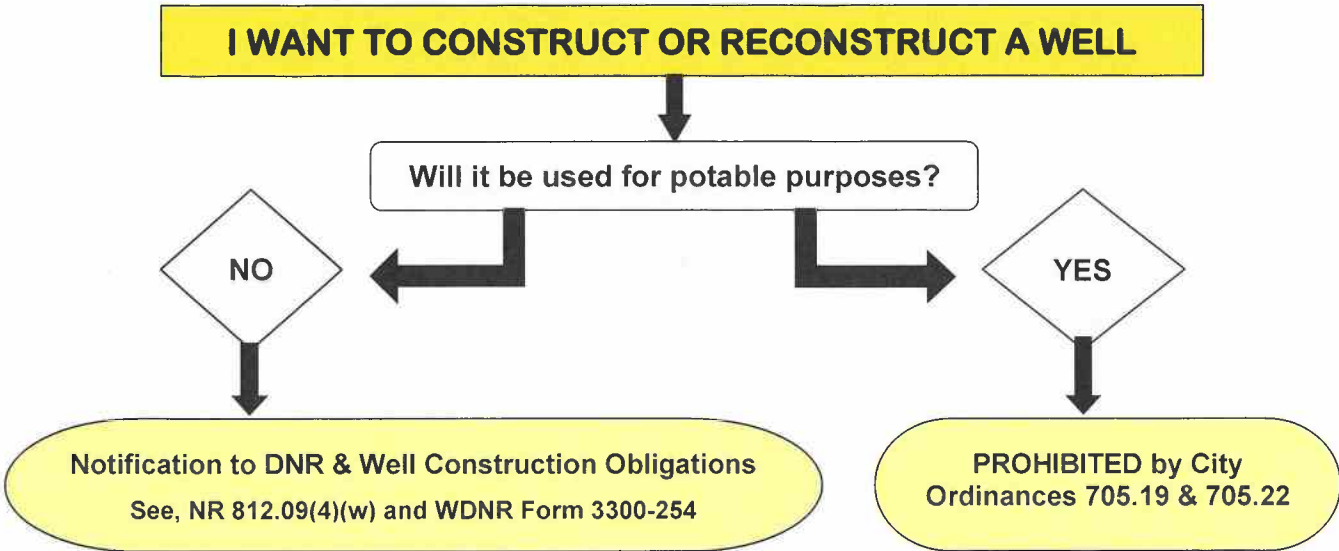 I WANT TO CONSTRUCT OR RECONSTRUCT A WELL
Will it be used for potable purposes?
NO
YES
Notification to DNR & Well Construction Obligations
See, NR 812.09(4)(w) and WDNR Form 3300-254
PROHIBITED by City
Ordinances 705.19 & 705.22